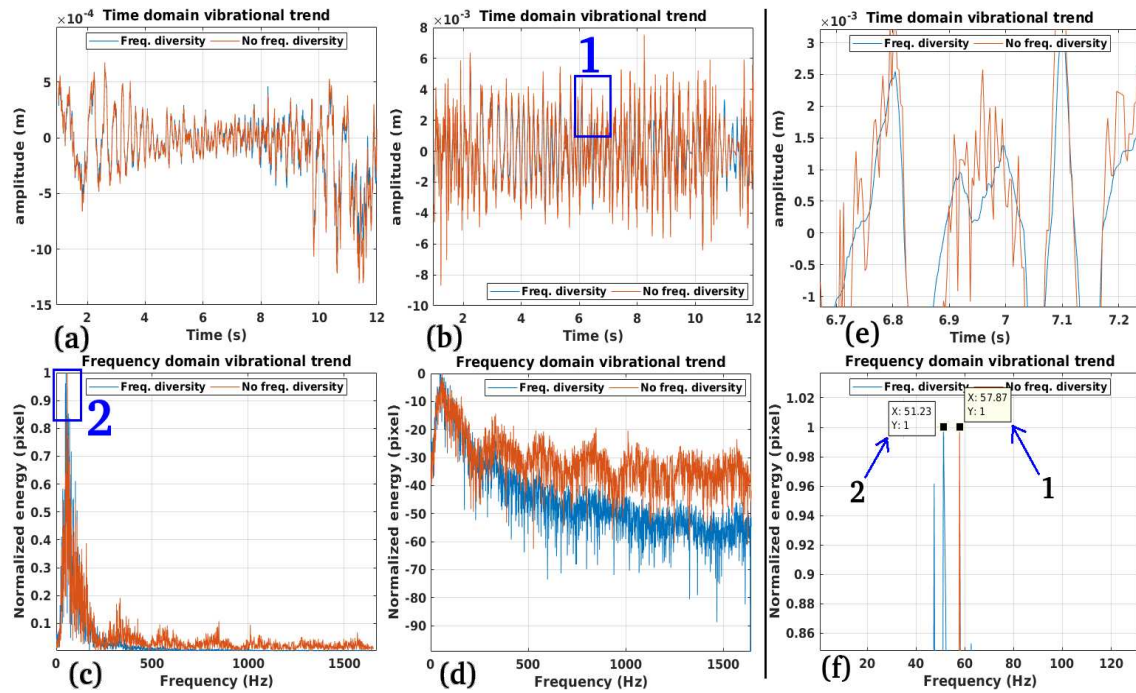 ×10⁻⁴ Time domain vibrational trend
Freq. diversity No freq. diversity
amplitude (m)
5
0
-5
-10
-15
2 4 6 8 10 12
Time (s)
(a)
×10⁻³ Time domain vibrational trend
Freq. diversity No freq. diversity
1
amplitude (m)
8
6
4
2
0
-2
-4
-6
-8
-10
Freq. diversity No freq. diversity
2 4 6 8 10 12
Time (s)
(b)
×10⁻³ Time domain vibrational trend
Freq. diversity No freq. diversity
amplitude (m)
3
2.5
2
1.5
1
0.5
0
-0.5
-1
6.7 6.8 6.9 7 7.1 7.2
Time (s)
(e)
Frequency domain vibrational trend
Freq. diversity No freq. diversity
2
Normalized energy (pixel)
1
0.9
0.8
0.7
0.6
0.5
0.4
0.3
0.2
0.1
0 500 1000 1500
Frequency (Hz)
(c)
Frequency domain vibrational trend
Freq. diversity No freq. diversity
Normalized energy (pixel)
0
-10
-20
-30
-40
-50
-60
-70
-80
-90
0 500 1000 1500
Frequency (Hz)
(d)
Frequency domain vibrational trend
Freq. diversity No freq. diversity
X: 57.87
Y: 1
X: 51.23
Y: 1
2
1
Normalized energy (pixel)
1.02
1
0.98
0.96
0.94
0.92
0.9
0.88
0.86
20 40 60 80 100 120
Frequency (Hz)
(f)